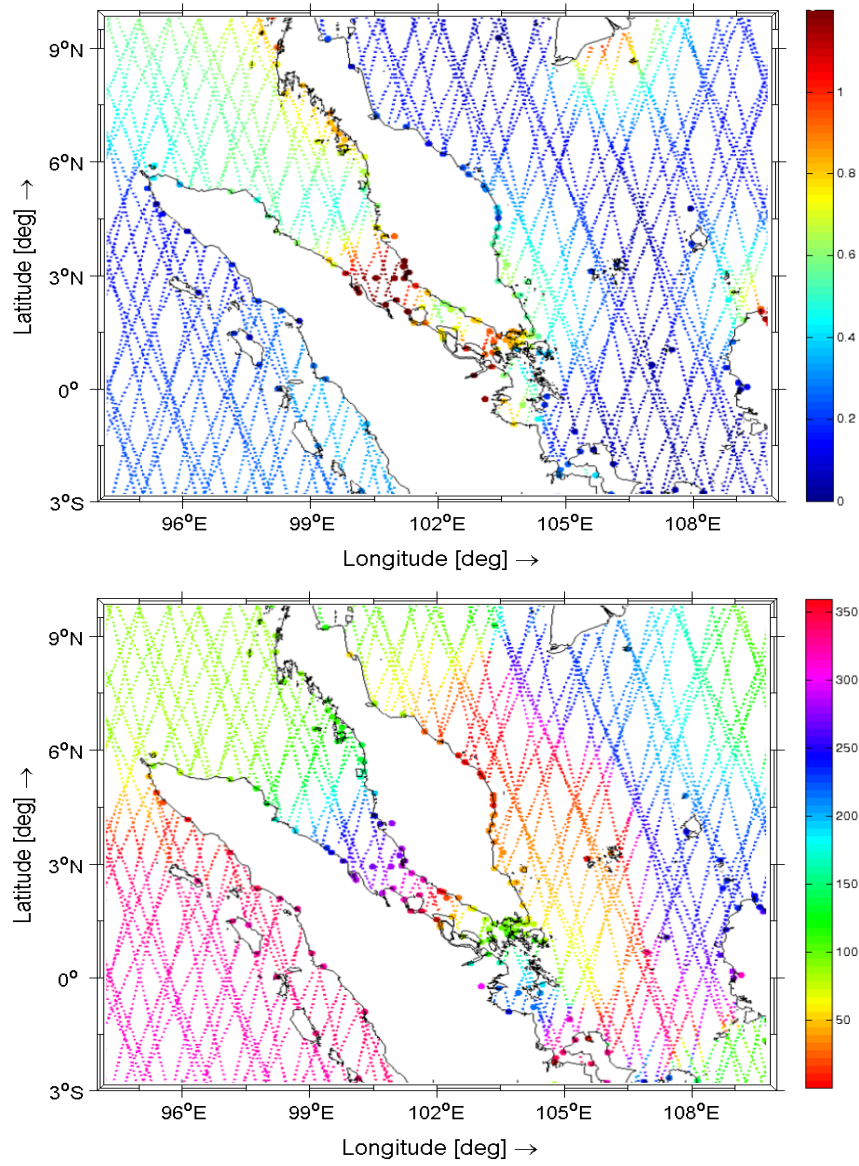 9°N
6°N
3°N
0°
3°S
Latitude [deg] →
96°E 99°E 102°E 105°E 108°E
Longitude [deg] →
1
0.8
0.6
0.4
0.2
0
9°N
6°N
3°N
0°
3°S
Latitude [deg] →
96°E 99°E 102°E 105°E 108°E
Longitude [deg] →
350
300
250
200
150
100
50